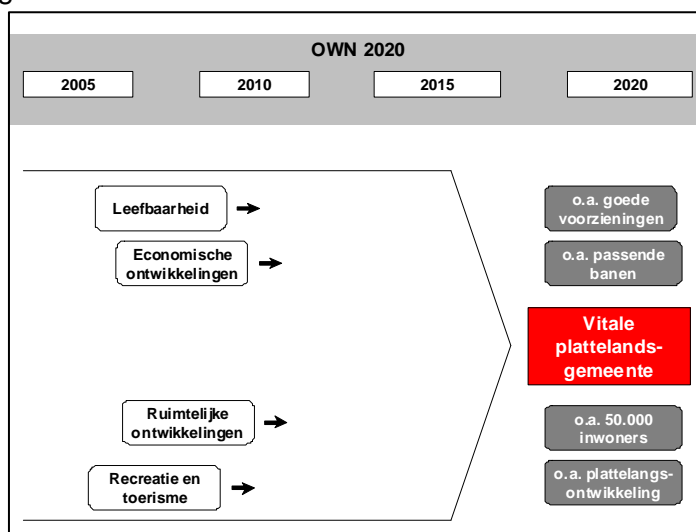 g
OWN 2020
2005 2010 2015 2020
Leefbaarheid
o.a. goede
voorzieningen
Economische
ontwikkelingen
o.a. passende
banen
Vitale
plattelands-
gemeente
Ruimtelijke
ontwikkelingen
o.a. 50.000
inwoners
Recreatie en
toerisme
o.a. plattelangs-
ontwikkeling